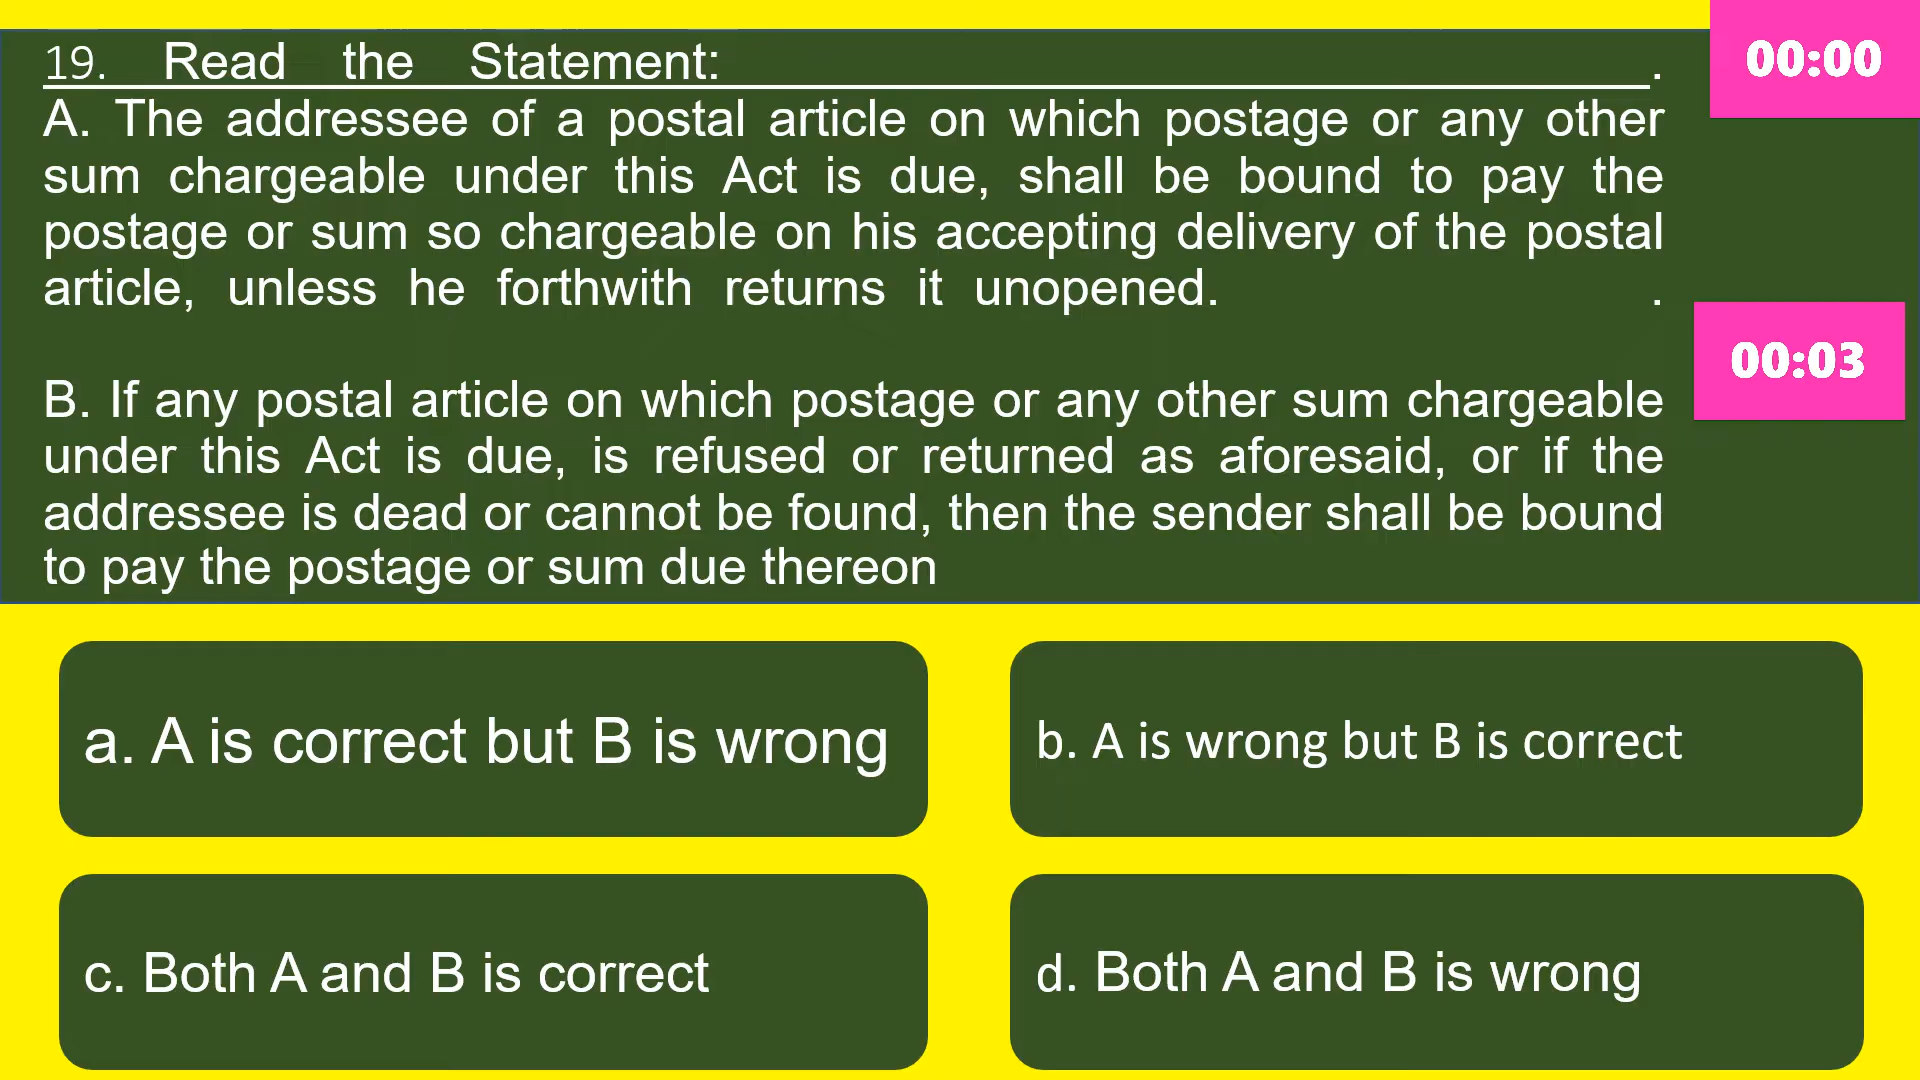 19. Read the Statement: .
00:00
A. The addressee of a postal article on which postage or any other
sum chargeable under this Act is due, shall be bound to pay the
postage or sum so chargeable on his accepting delivery of the postal
article, unless he forthwith returns it unopened. .
00:03
B. If any postal article on which postage or any other sum chargeable
under this Act is due, is refused or returned as aforesaid, or if the
addressee is dead or cannot be found, then the sender shall be bound
to pay the postage or sum due thereon
a. A is correct but B is wrong
b. A is wrong but B is correct
c. Both A and B is correct
d. Both A and B is wrong